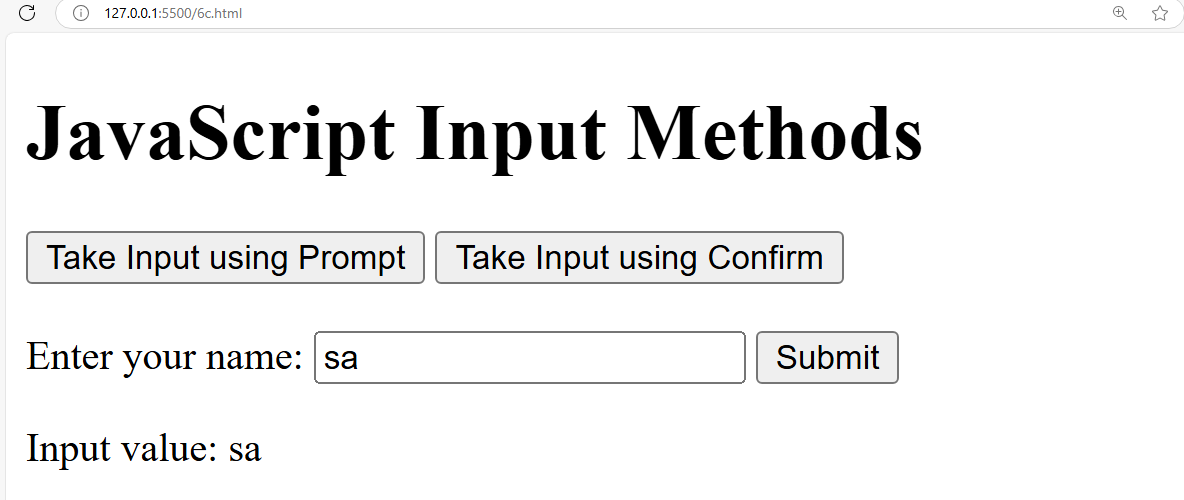 127.0.0.1:5500/6c.html
JavaScript Input Methods
Take Input using Prompt Take Input using Confirm
Enter your name: sa Submit
Input value: sa